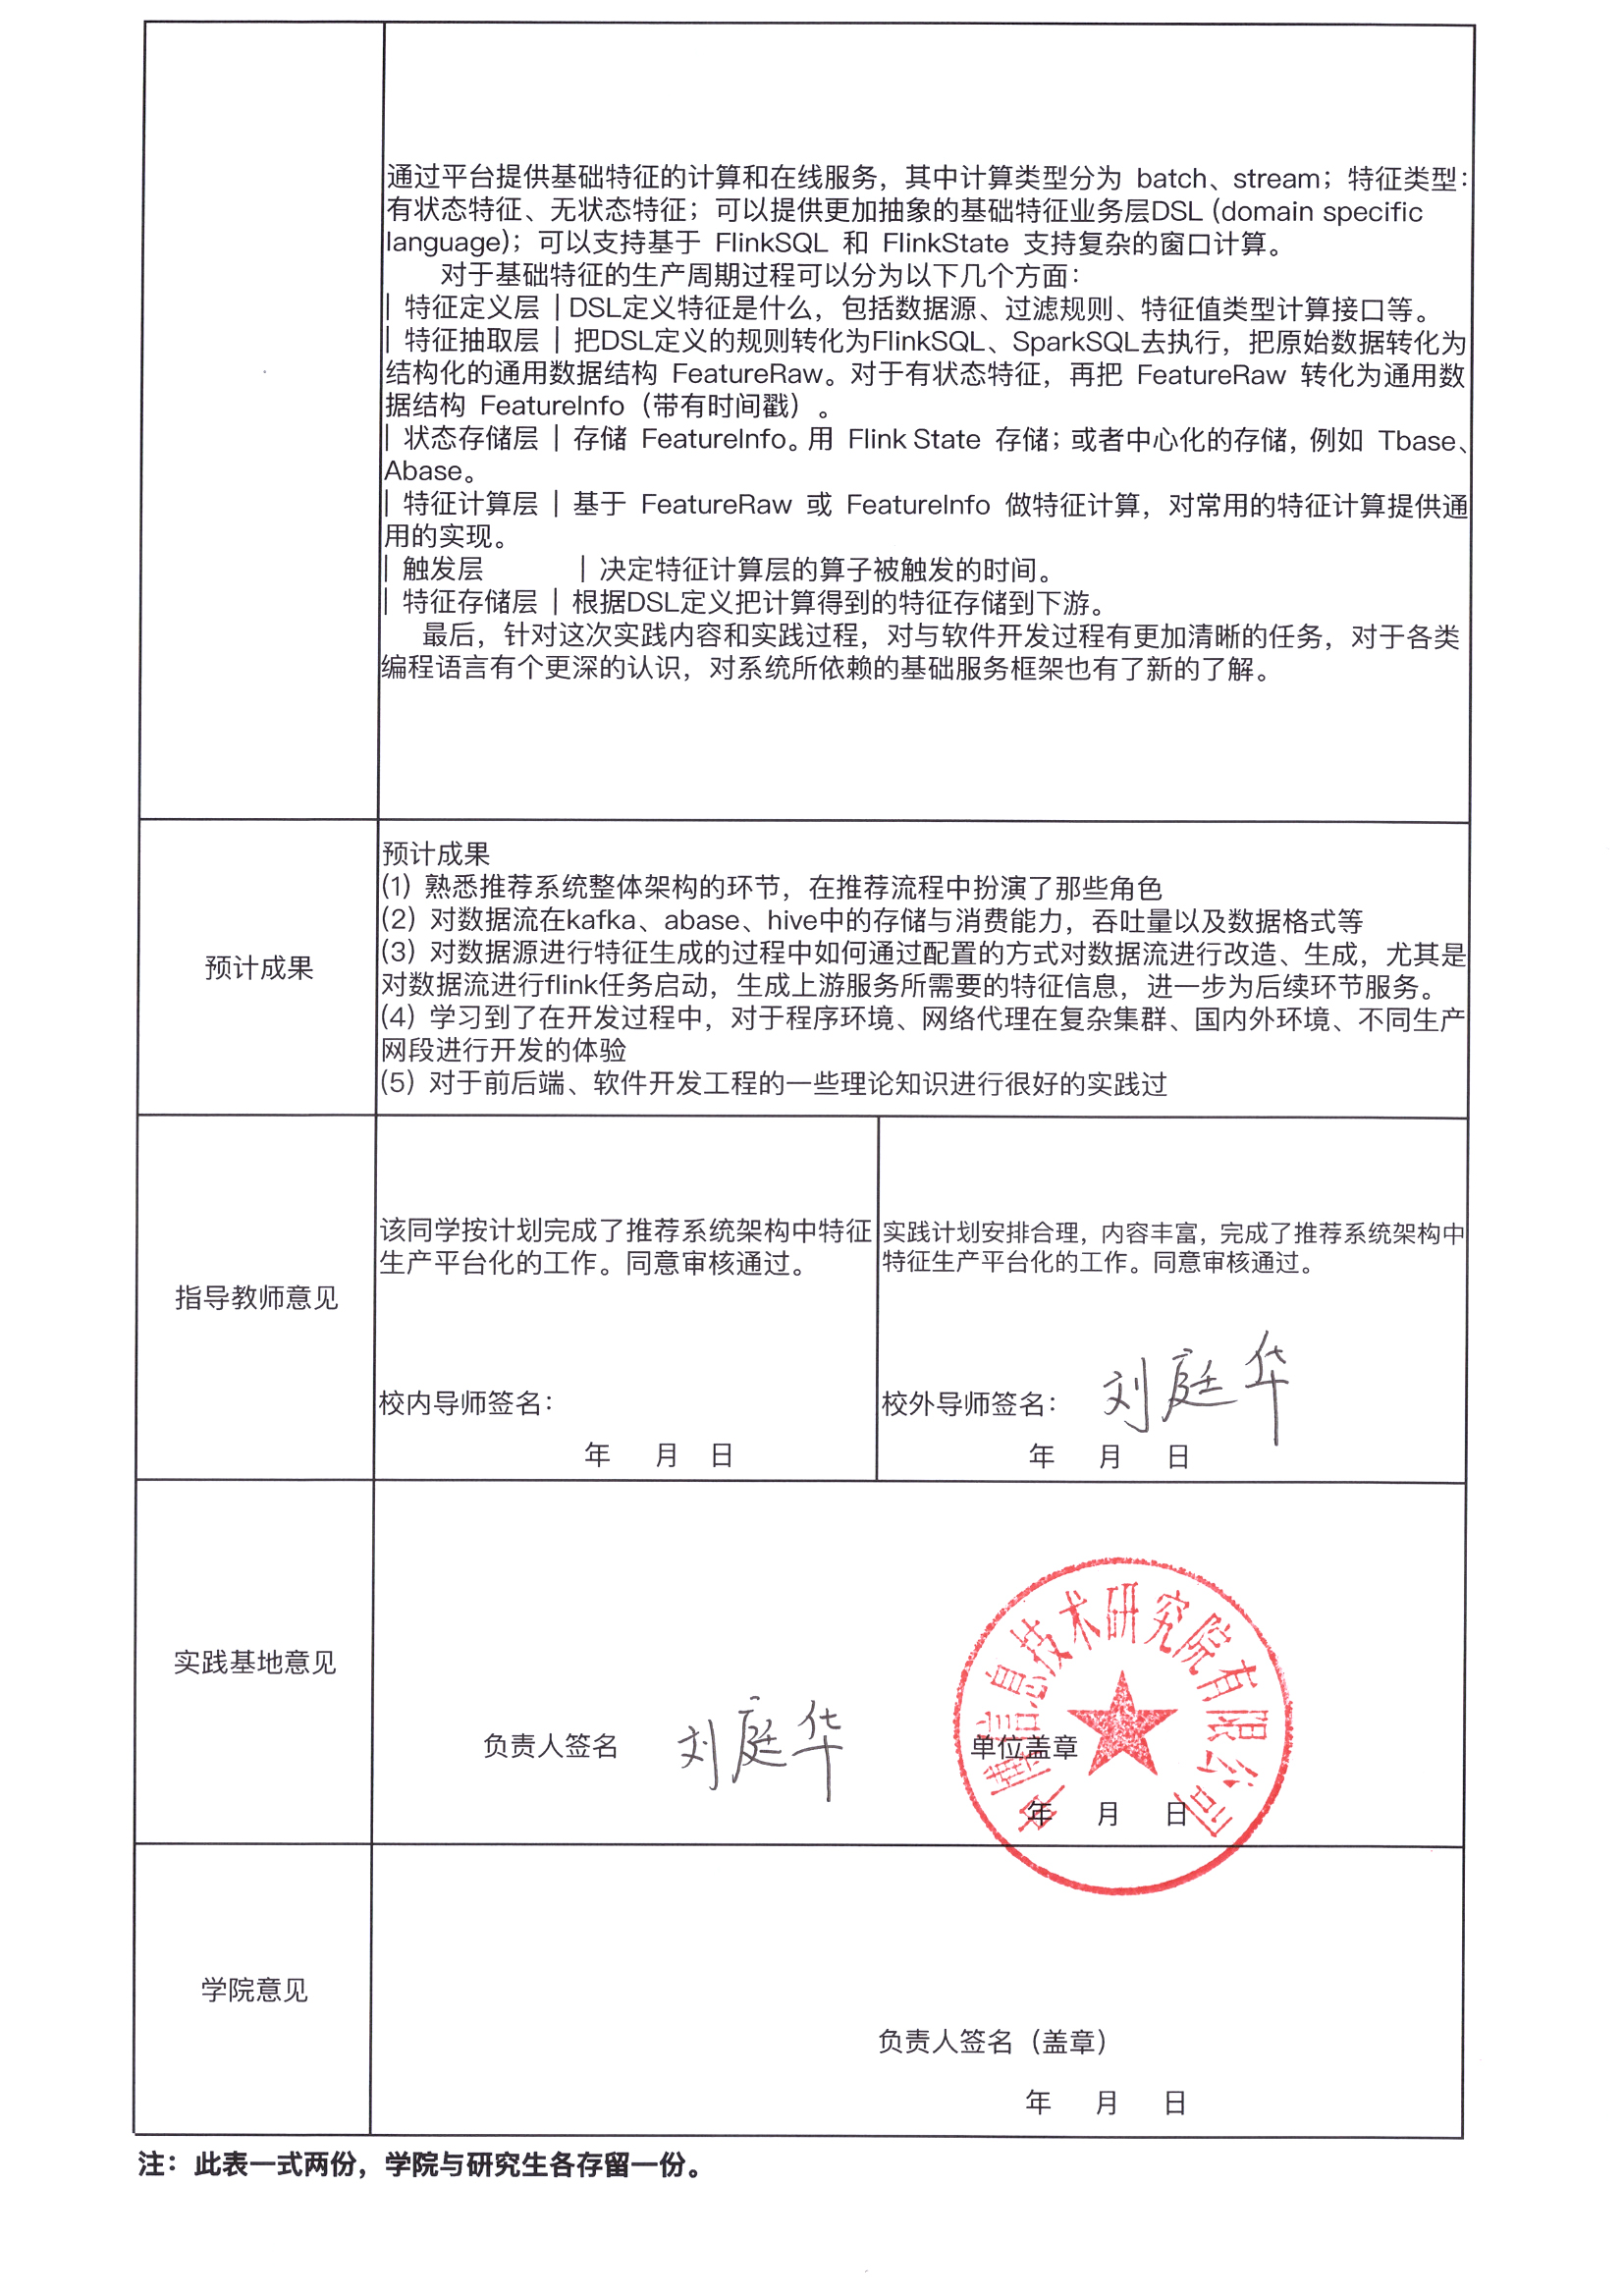 通过平台提供基础特征的计算和在线服务，其中计算类型分为 batch、stream；特征类型：
有状态特征、无状态特征；可以提供更加抽象的基础特征业务层DSL (domain specific
language)；可以支持基于 FlinkSQL 和 FlinkState 支持复杂的窗口计算。
对于基础特征的生产周期过程可以分为以下几个方面：
| 特征定义层 | DSL定义特征是什么，包括数据源、过滤规则、特征值类型计算接口等。
| 特征抽取层 | 把DSL定义的规则转化为FlinkSQL、SparkSQL去执行，把原始数据转化为
结构化的通用数据结构 FeatureRaw。对于有状态特征，再把 FeatureRaw 转化为通用数
据结构 FeatureInfo（带有时间戳）。
| 状态存储层 | 存储 FeatureInfo。用 Flink State 存储；或者中心化的存储，例如 Tbase、
Abase。
| 特征计算层 | 基于 FeatureRaw 或 FeatureInfo 做特征计算，对常用的特征计算提供通
用的实现。
| 触发层 | 决定特征计算层的算子被触发的时间。
| 特征存储层 | 根据DSL定义把计算得到的特征存储到下游。
最后，针对这次实践内容和实践过程，对与软件开发过程有更加清晰的任务，对于各类
编程语言有个更深的认识，对系统所依赖的基础服务框架也有了新的了解。
预计成果
预计成果
(1) 熟悉推荐系统整体架构的环节，在推荐流程中扮演了那些角色
(2) 对数据流在kafka、abase、hive中的存储与消费能力，吞吐量以及数据格式等
(3) 对数据源进行特征生成的过程中如何通过配置的方式对数据流进行改造、生成，尤其是
对数据流进行flink任务启动，生成上游服务所需要的特征信息，进一步为后续环节服务。
(4) 学习到了在开发过程中，对于程序环境、网络代理在复杂集群、国内外环境、不同生产
网段进行开发的体验
(5) 对于前后端、软件开发工程的一些理论知识进行很好的实践过
指导教师意见
该同学按计划完成了推荐系统架构中特征
生产平台化的工作。同意审核通过。
校内导师签名：
年 月 日
实践计划安排合理，内容丰富，完成了推荐系统架构中
特征生产平台化的工作。同意审核通过。
校外导师签名： 刘庭华
年 月 日
实践基地意见
负责人签名 刘庭华
单位盖章
年 月 日
信息技术研究院有限公司
学院意见
负责人签名（盖章）
年 月 日
注：此表一式两份，学院与研究生各存留一份。